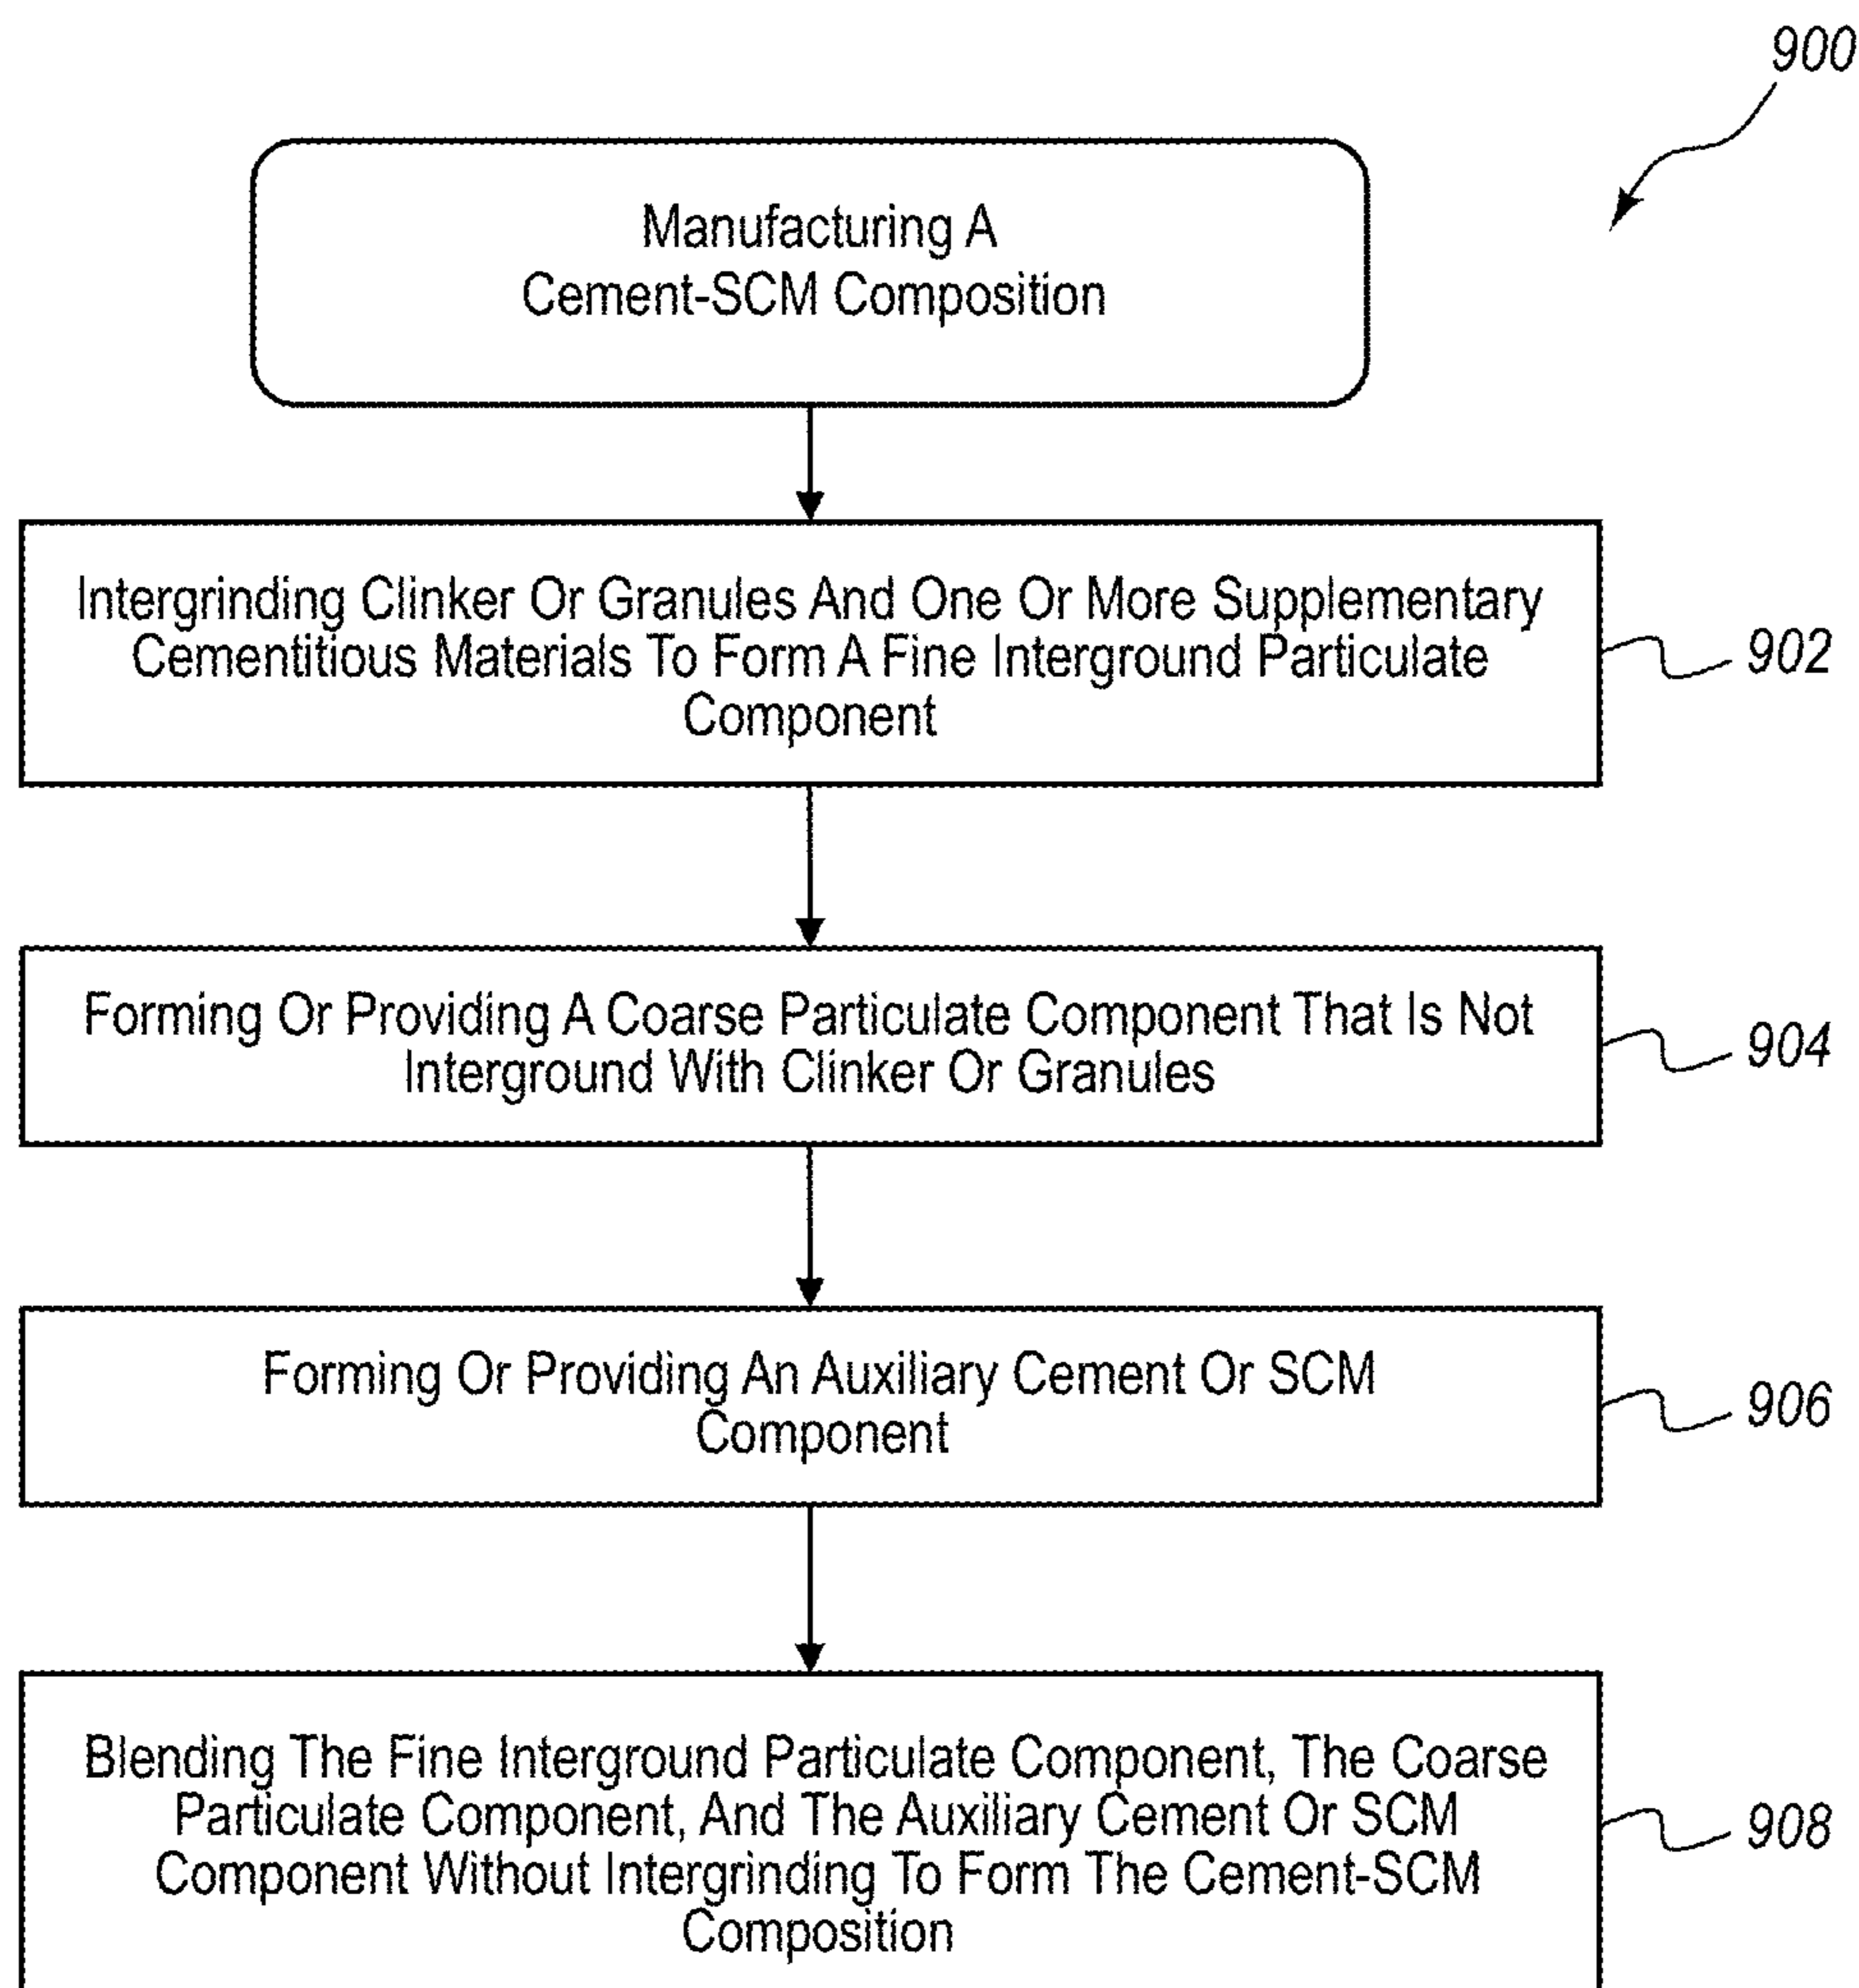 900
Manufacturing A
Cement-SCM Composition
Intergrinding Clinker Or Granules And One Or More Supplementary
Cementitious Materials To Form A Fine Interground Particulate
Component
902
Forming Or Providing A Coarse Particulate Component That Is Not
Interground With Clinker Or Granules
904
Forming Or Providing An Auxiliary Cement Or SCM
Component
906
Blending The Fine Interground Particulate Component, The Coarse
Particulate Component, And The Auxiliary Cement Or SCM
Component Without Intergrinding To Form The Cement-SCM
Composition
908